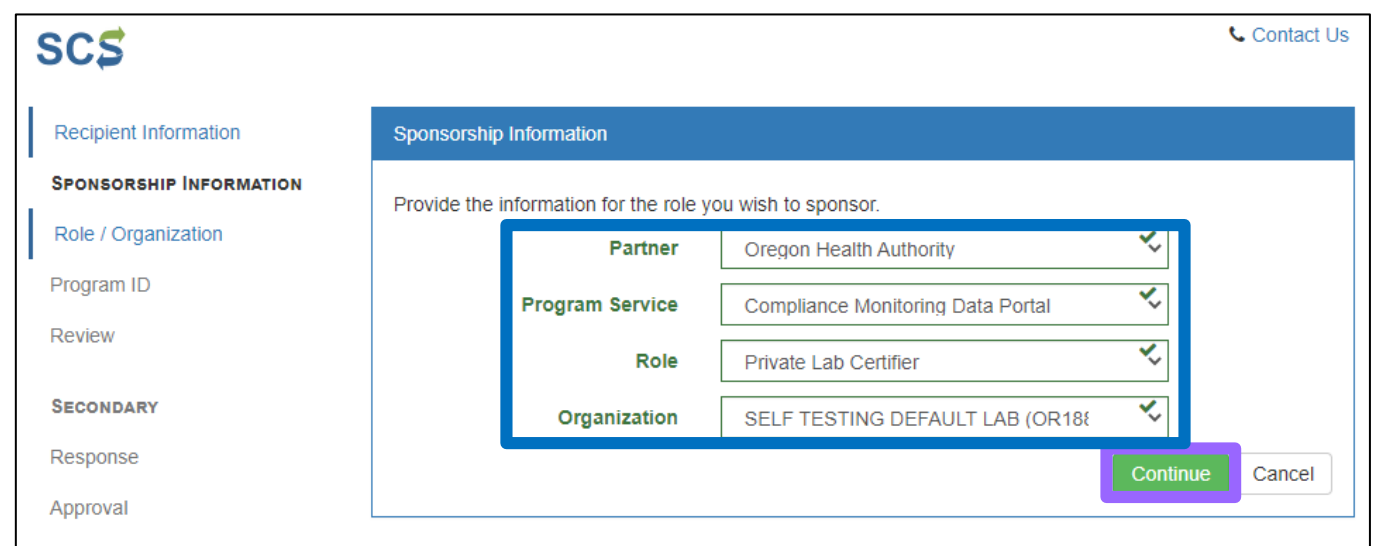 SCS
Contact Us
Recipient Information
SPONSORSHIP INFORMATION
Role / Organization
Program ID
Review
SECONDARY
Response
Approval
Sponsorship Information
Provide the information for the role you wish to sponsor.
Partner Oregon Health Authority
Program Service Compliance Monitoring Data Portal
Role Private Lab Certifier
Organization SELF TESTING DEFAULT LAB (OR188
Continue Cancel